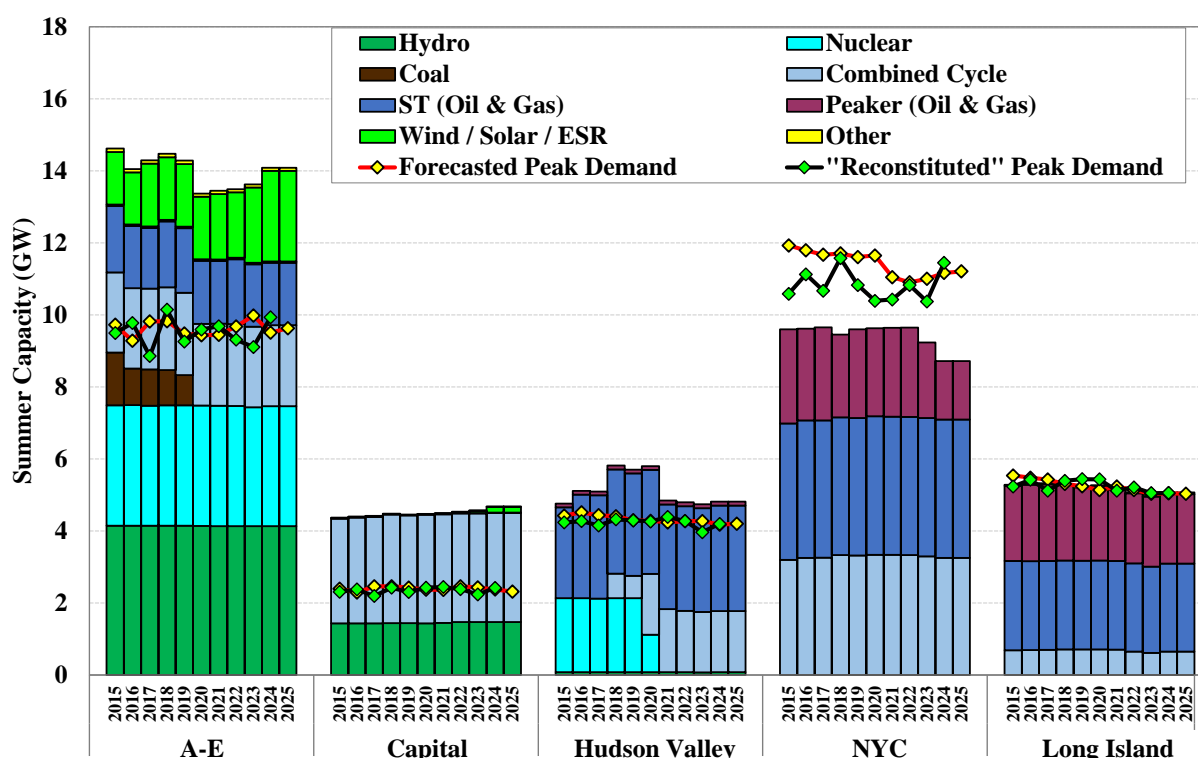 18
16
14
12
10
8
6
4
2
0
Summer Capacity (GW)
Hydro
Nuclear
Coal
Combined Cycle
ST (Oil & Gas)
Peaker (Oil & Gas)
Wind / Solar / ESR
Other
Forecasted Peak Demand
"Reconstituted" Peak Demand
2015 2016 2017 2018 2019 2020 2021 2022 2023 2024 2025
2015 2016 2017 2018 2019 2020 2021 2022 2023 2024 2025
2015 2016 2017 2018 2019 2020 2021 2022 2023 2024 2025
2015 2016 2017 2018 2019 2020 2021 2022 2023 2024 2025
2015 2016 2017 2018 2019 2020 2021 2022 2023 2024 2025
A-E
Capital
Hudson Valley
NYC
Long Island